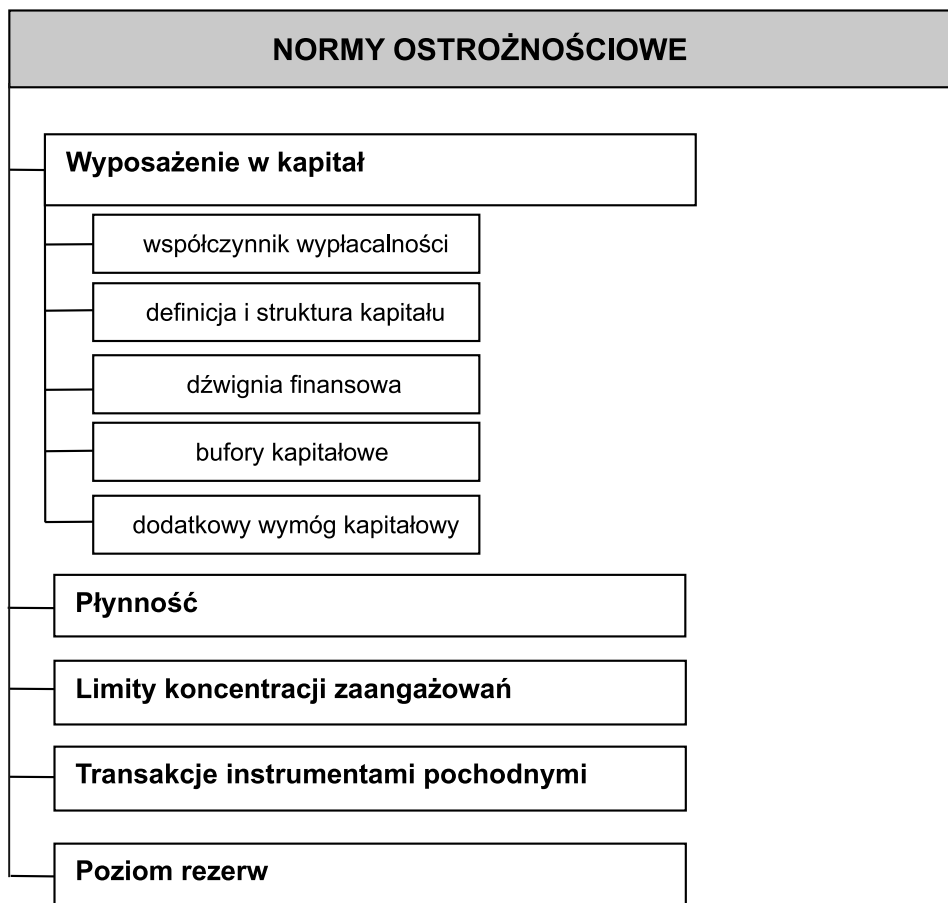 NORMY OSTROŻNOŚCIOWE
Wyposażenie w kapitał
współczynnik wypłacalności
definicja i struktura kapitału
dźwignia finansowa
bufory kapitałowe
dodatkowy wymóg kapitałowy
Płynność
Limity koncentracji zaangażowań
Transakcje instrumentami pochodnymi
Poziom rezerw